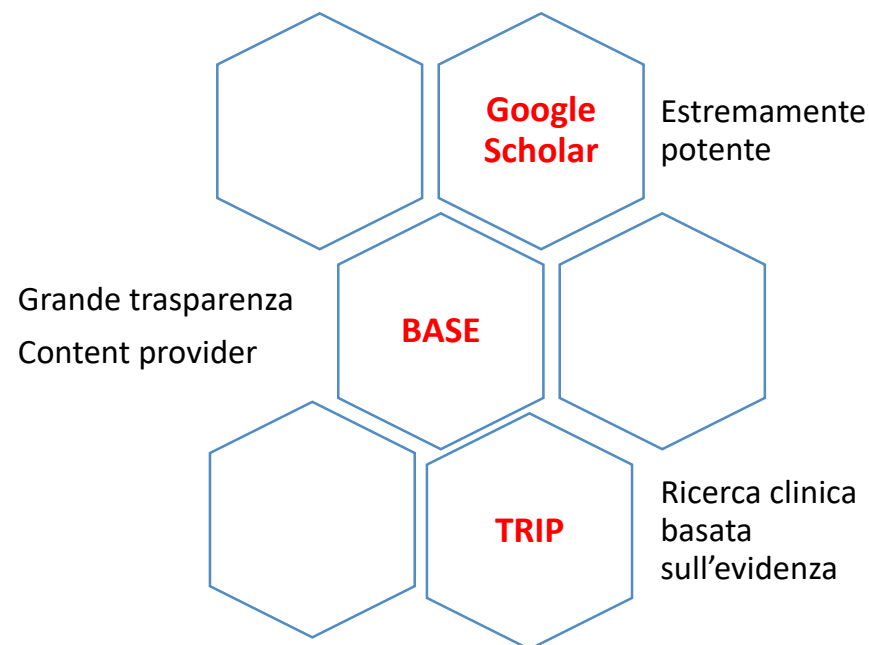 Google
Scholar
Estremamente
potente
Grande trasparenza
Content provider
BASE
TRIP
Ricerca clinica
basata
sull’evidenza